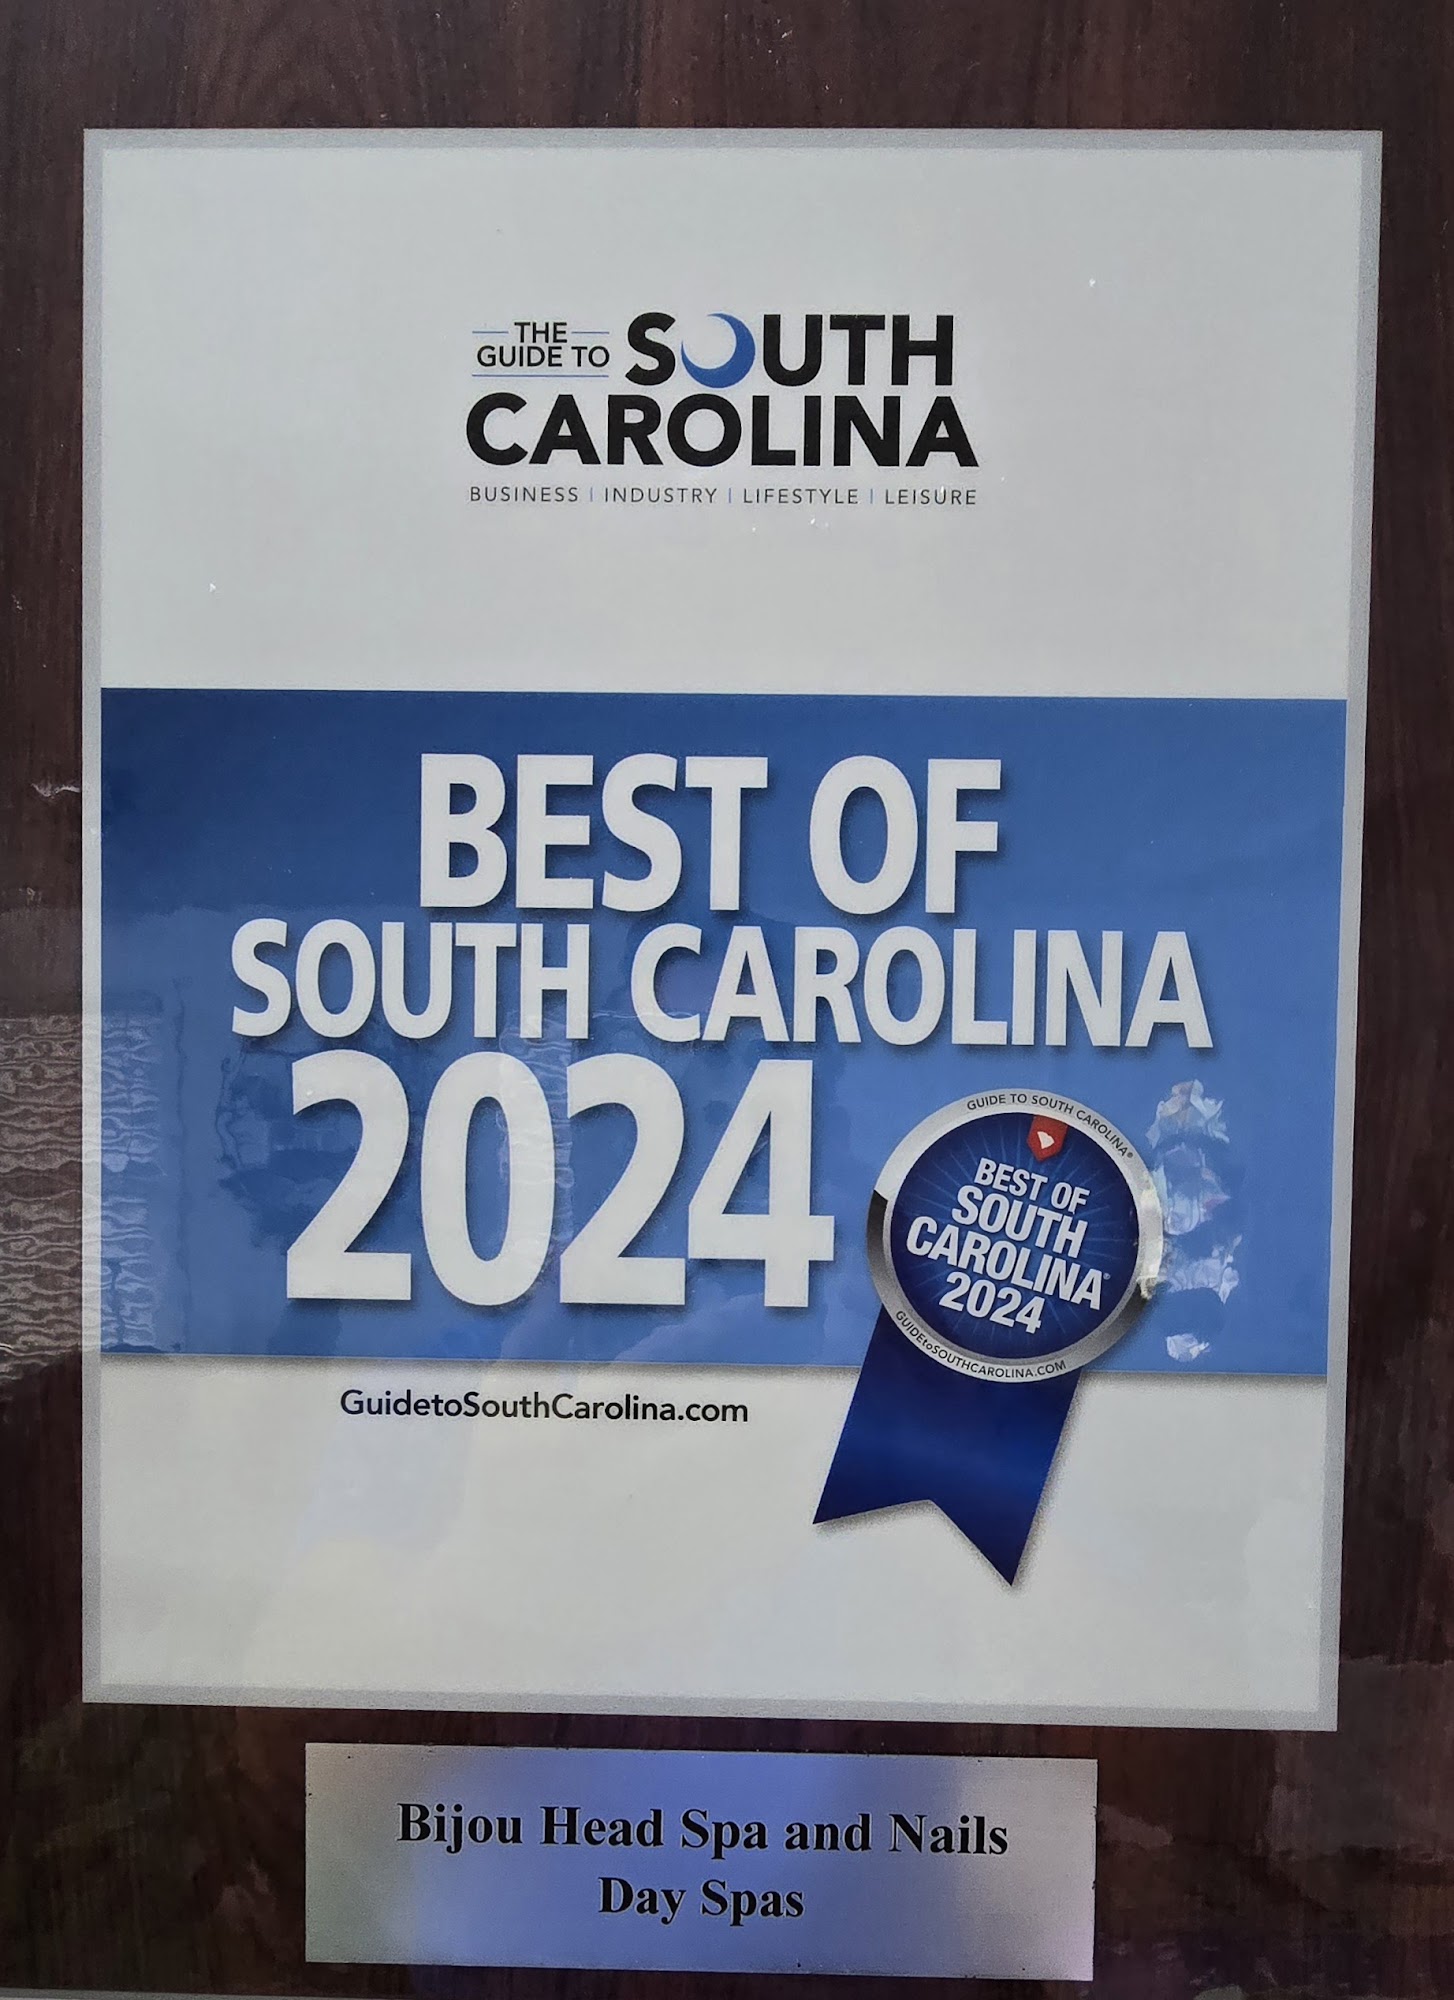 THE
GUIDE TO SOUTH
CAROLINA
BUSINESS | INDUSTRY | LIFESTYLE | LEISURE
BEST OF
SOUTH CAROLINA
2024
GUIDE TO SOUTH CAROLINA®
BEST OF
SOUTH
CAROLINA®
2024
GUIDEtoSOUTHCAROLINA.COM
GuidetoSouthCarolina.com
Bijou Head Spa and Nails
Day Spas